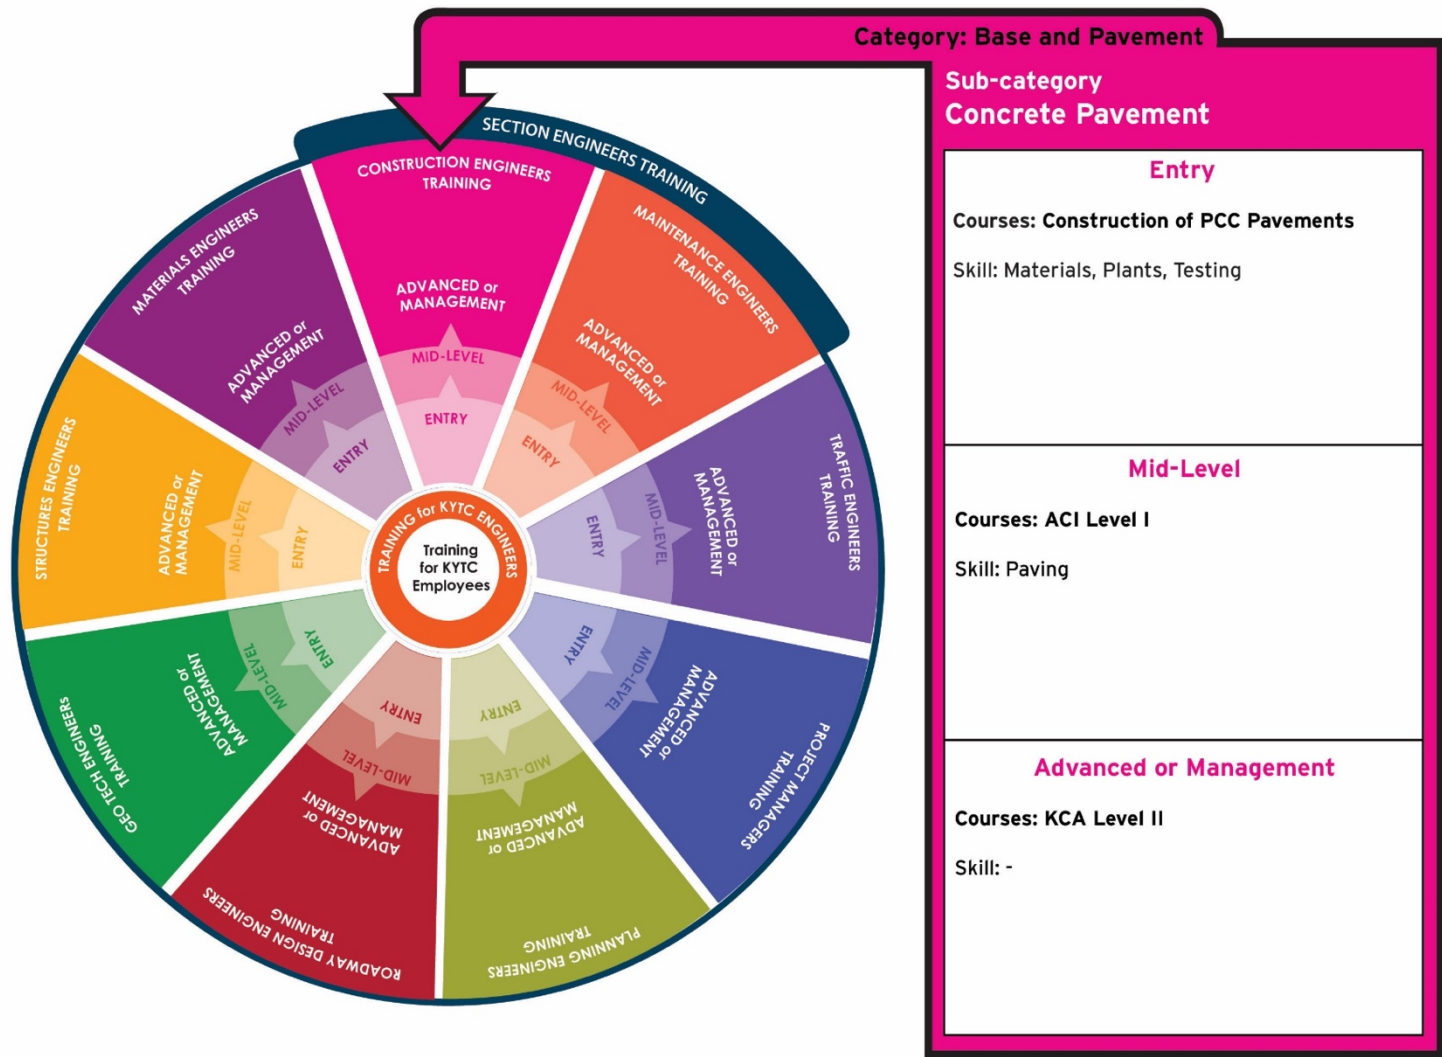 Category: Base and Pavement
Sub-category
Concrete Pavement
Entry
Courses: Construction of PCC Pavements
Skill: Materials, Plants, Testing
Mid-Level
Courses: ACI Level I
Skill: Paving
Advanced or Management
Courses: KCA Level II
Skill: -
SECTION ENGINEERS TRAINING
CONSTRUCTION ENGINEERS
TRAINING
ADVANCED or
MANAGEMENT
MID-LEVEL
ENTRY
MAINTENANCE ENGINEERS
TRAINING
ADVANCED or
MANAGEMENT
MID-LEVEL
ENTRY
TRAFFIC ENGINEERS
TRAINING
ADVANCED or
MANAGEMENT
MID-LEVEL
ENTRY
PROJECT MANAGERS
TRAINING
ADVANCED or
MANAGEMENT
MID-LEVEL
ENTRY
PLANNING ENGINEERS
TRAINING
ADVANCED or
MANAGEMENT
MID-LEVEL
ENTRY
ROADWAY DESIGN ENGINEERS
TRAINING
ADVANCED or
MANAGEMENT
MID-LEVEL
ENTRY
GEO TECH ENGINEERS
TRAINING
ADVANCED or
MANAGEMENT
MID-LEVEL
ENTRY
STRUCTURES ENGINEERS
TRAINING
ADVANCED or
MANAGEMENT
MID-LEVEL
ENTRY
MATERIALS ENGINEERS
TRAINING
ADVANCED or
MANAGEMENT
MID-LEVEL
ENTRY
TRAINING for KYTC ENGINEERS
Training
for KYTC
Employees